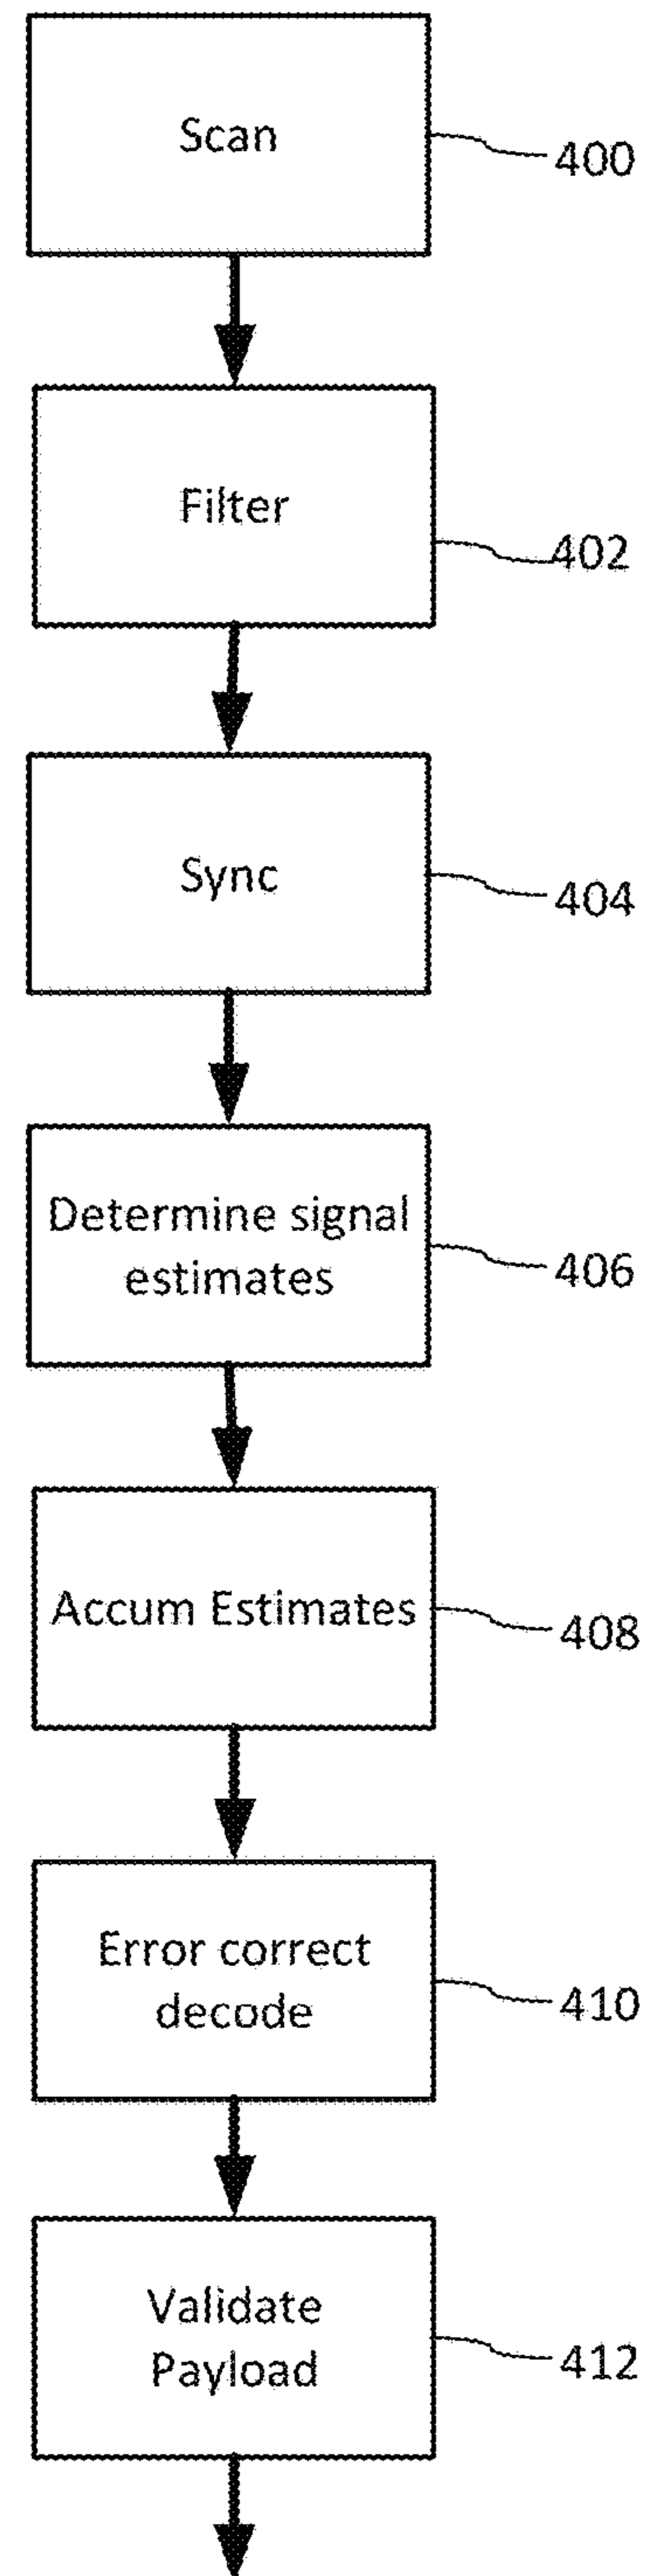 Scan
400
Filter
402
Sync
404
Determine signal
estimates
406
Accum Estimates
408
Error correct
decode
410
Validate
Payload
412